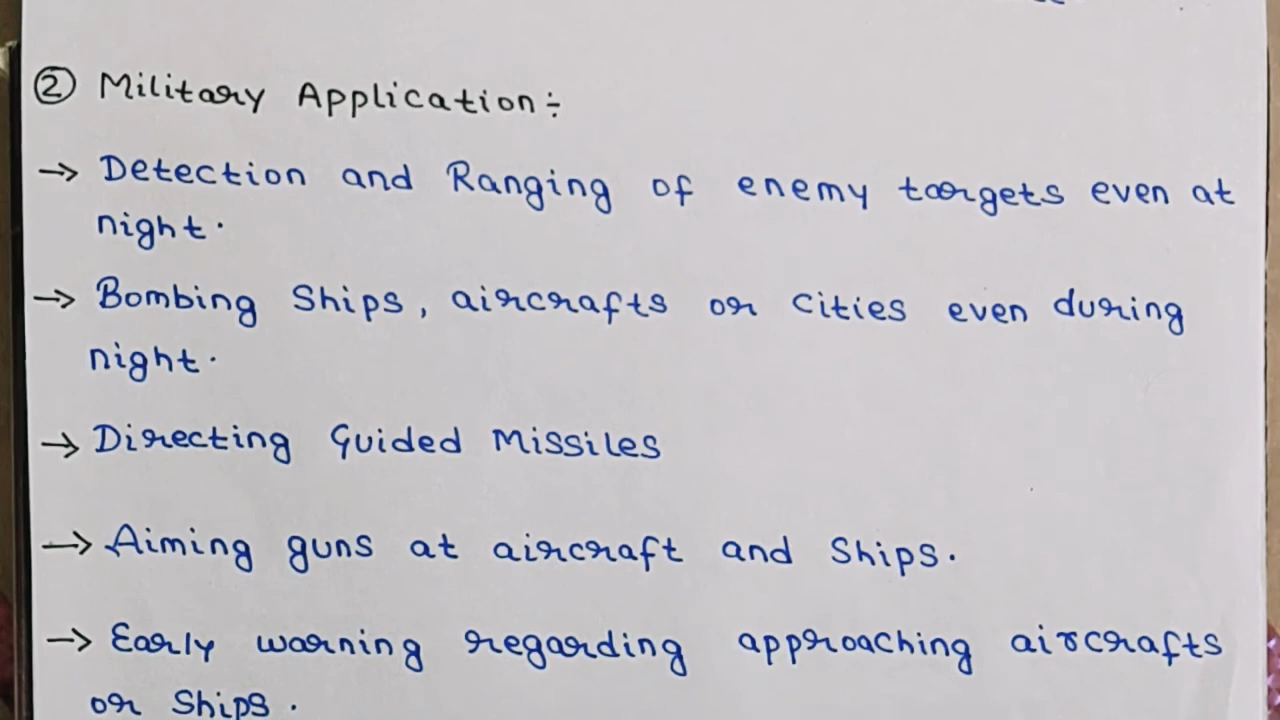 ② Military Application :-
→ Detection and Ranging of enemy targets even at
night.
→ Bombing Ships, aircrafts or cities even during
night.
→ Directing Guided Missiles
→ Aiming guns at aircraft and Ships.
→ Early warning regarding approaching aircrafts
or Ships.